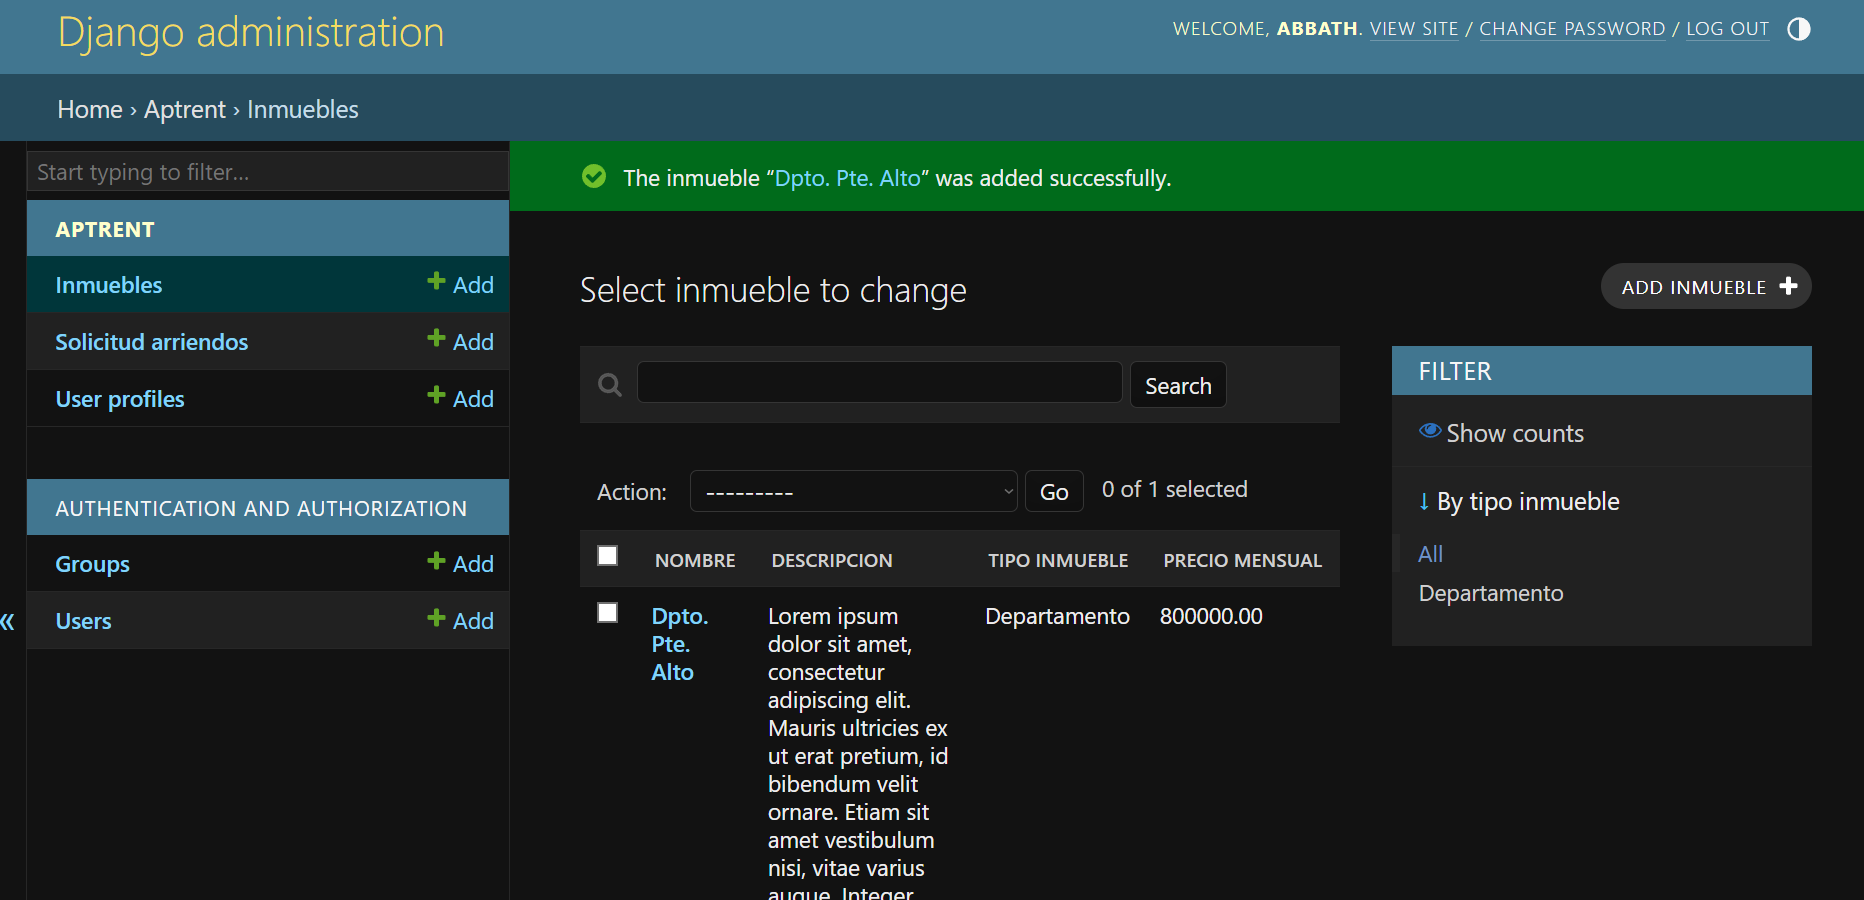 Django administration
WELCOME, ABBATH. VIEW SITE / CHANGE PASSWORD / LOG OUT
Home › Aptrent › Inmuebles
Start typing to filter...
APTRENT
Inmuebles + Add
Solicitud arriendos + Add
User profiles + Add
AUTHENTICATION AND AUTHORIZATION
Groups + Add
Users + Add
«
The inmueble “Dpto. Pte. Alto” was added successfully.
Select inmueble to change
ADD INMUEBLE +
Search
Action: --------- Go 0 of 1 selected
NOMBRE DESCRIPCION TIPO INMUEBLE PRECIO MENSUAL
Dpto.
Pte.
Alto
Lorem ipsum
dolor sit amet,
consectetur
adipiscing elit.
Mauris ultricies ex
ut erat pretium, id
bibendum velit
ornare. Etiam sit
amet vestibulum
nisi, vitae varius
augue. Integer
Departamento
800000.00
FILTER
Show counts
↓ By tipo inmueble
All
Departamento